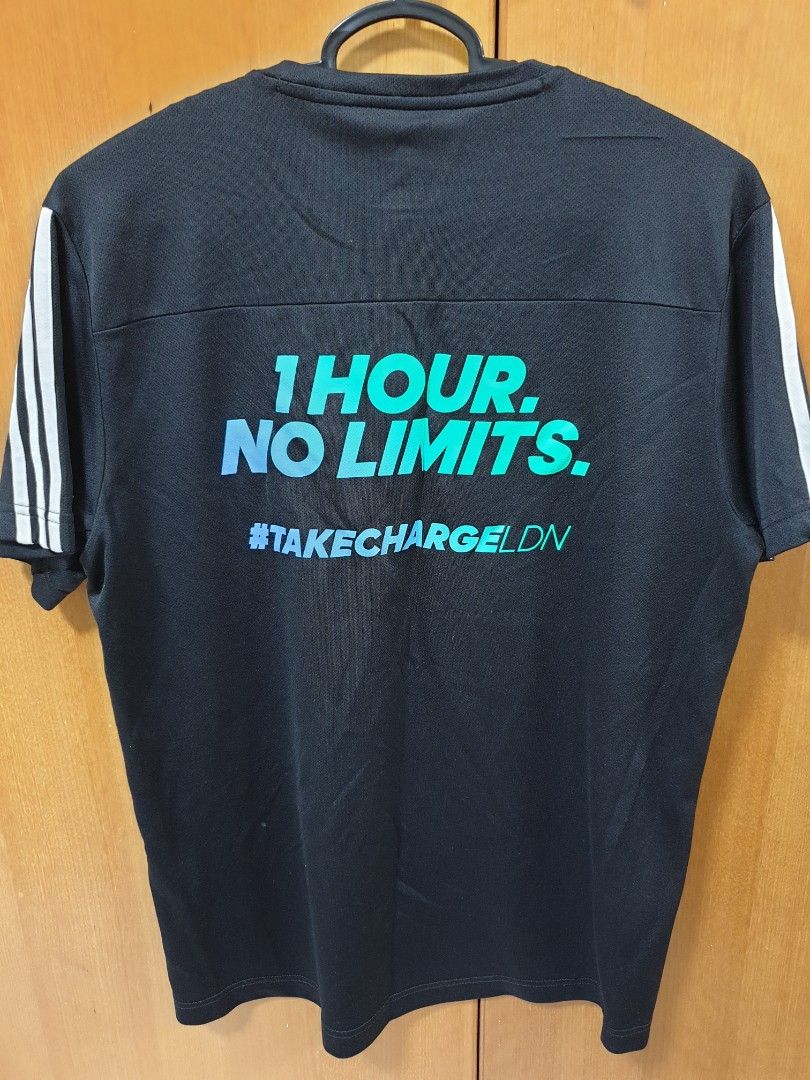 1 HOUR.
NO LIMITS.
#TAKECHARGELDN